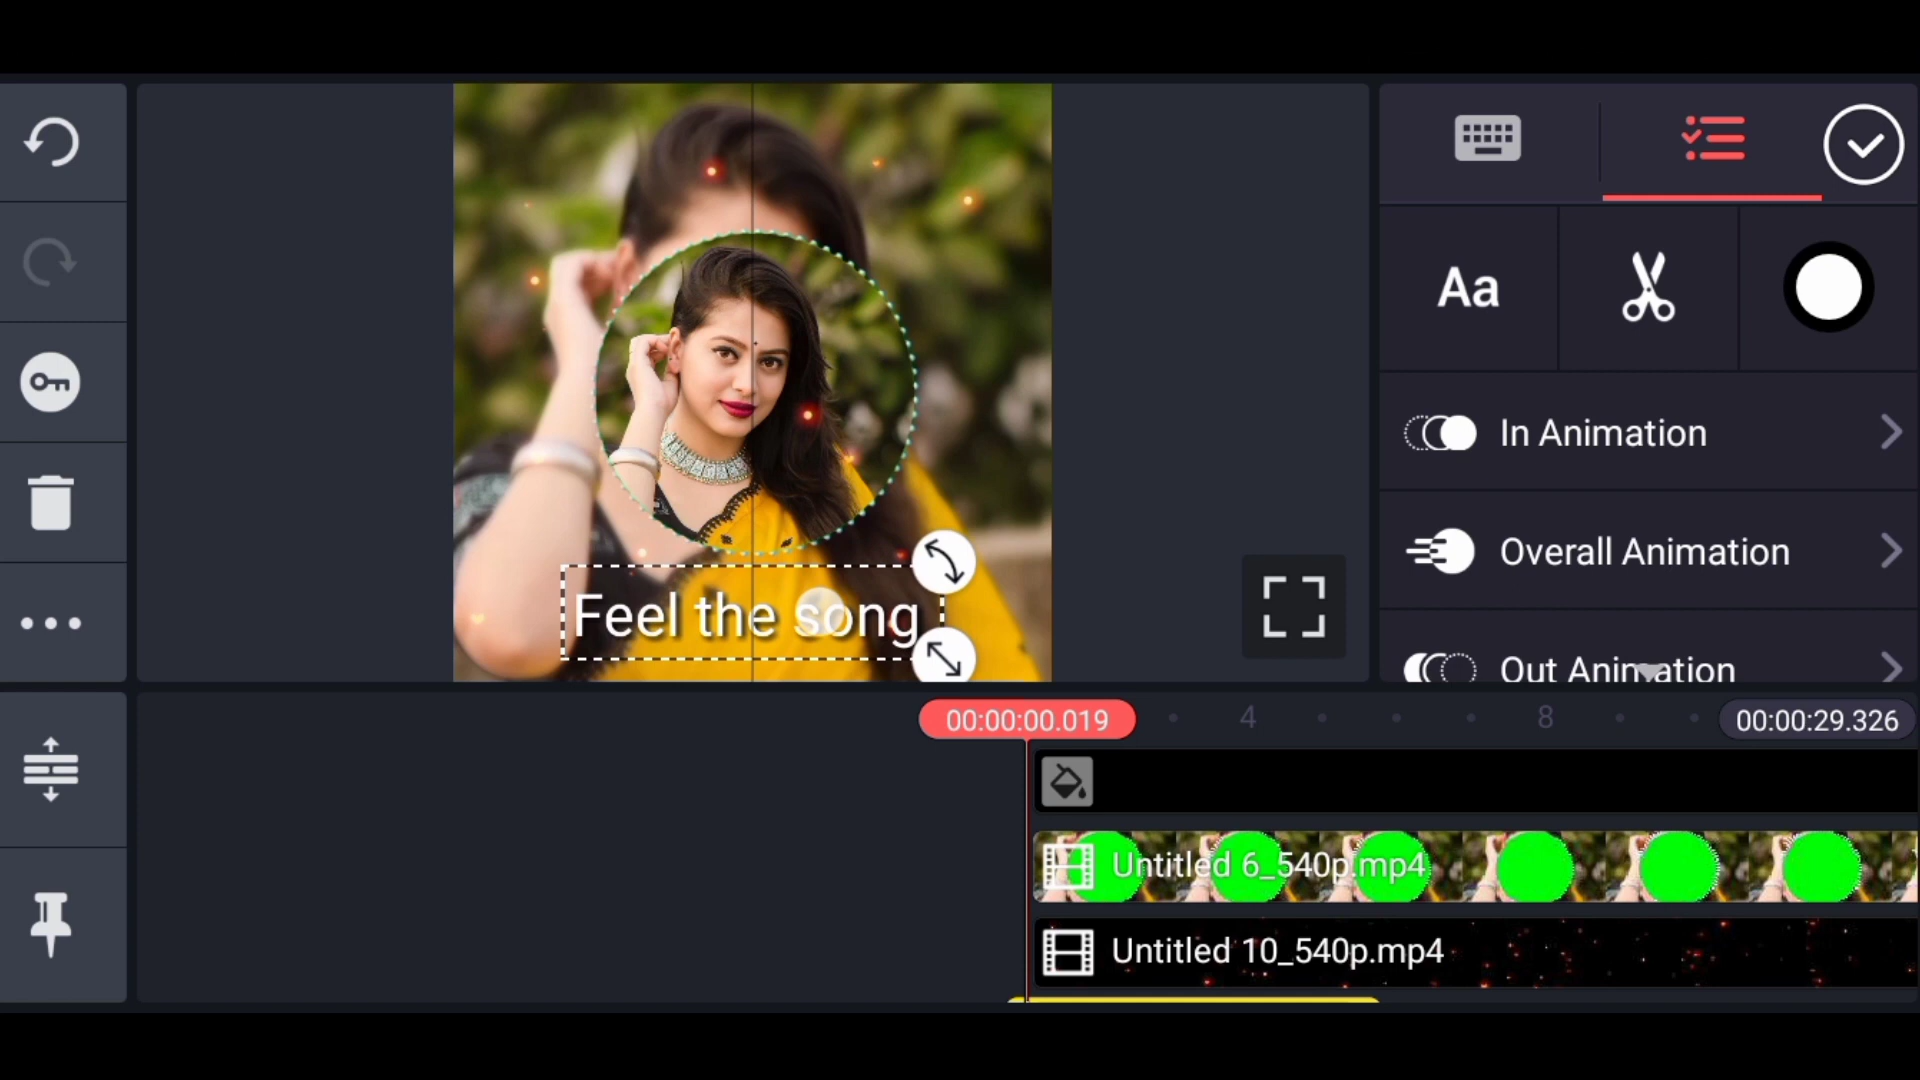 Aa
In Animation
Feel the song
Overall Animation
Out Animation
00:00:00.019
4
8
00:00:29.326
Untitled 6_540p.mp4
Untitled 10_540p.mp4